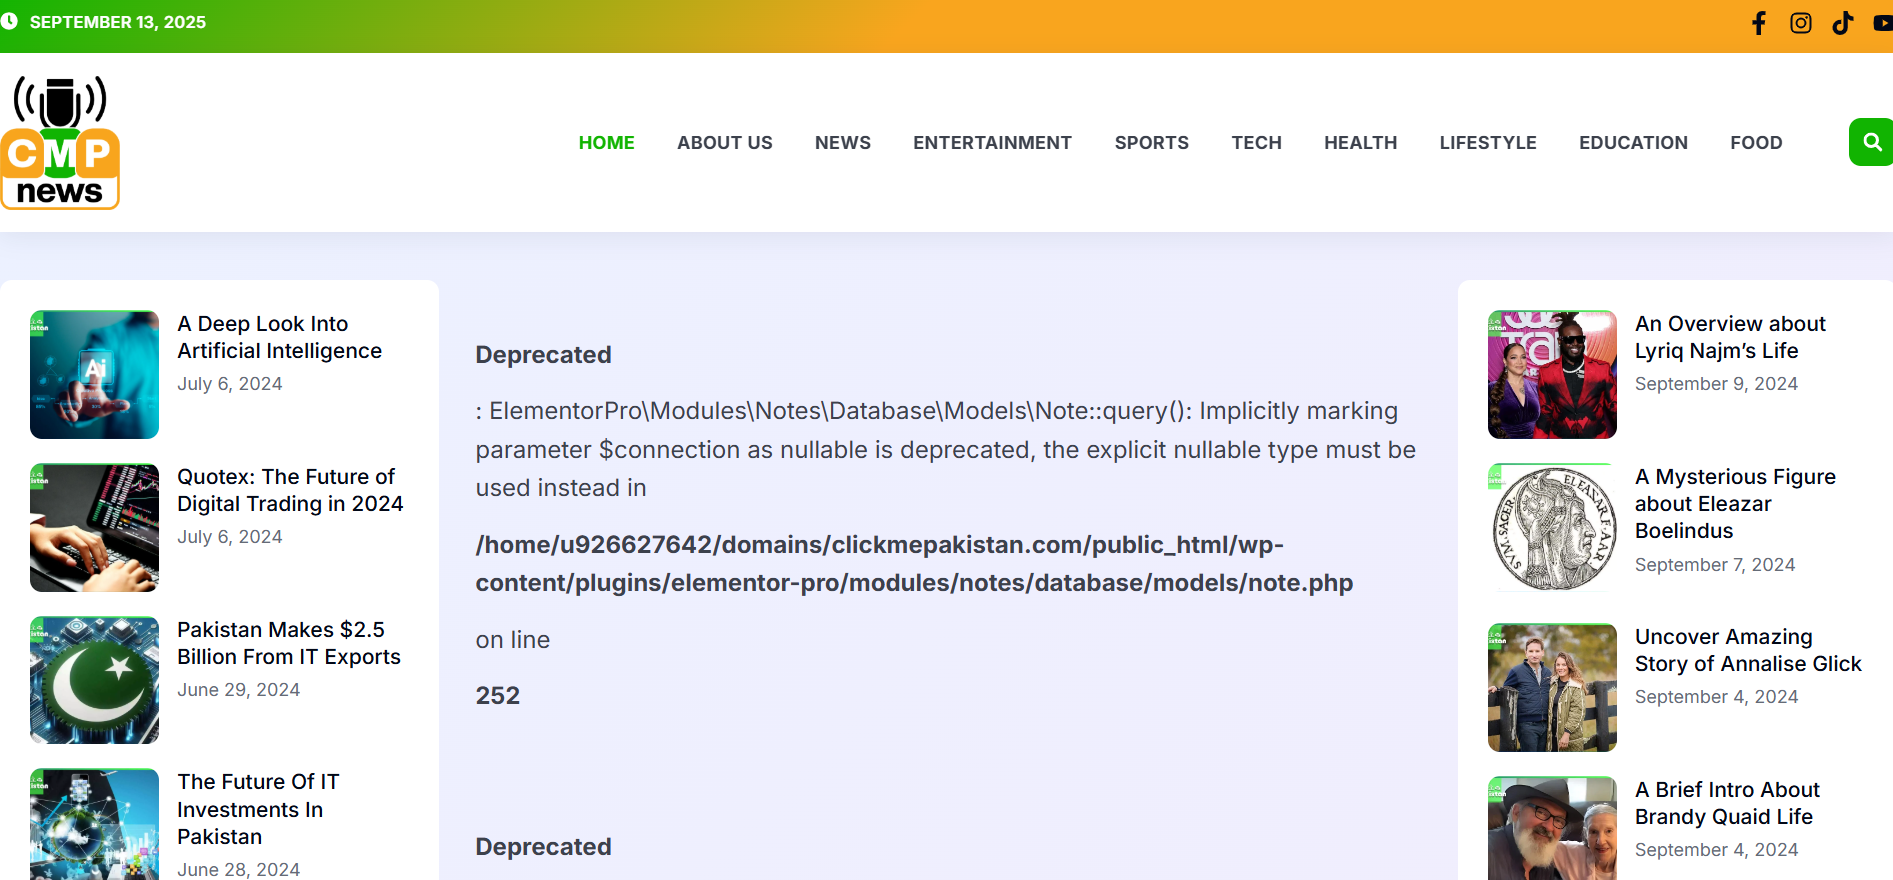 SEPTEMBER 13, 2025
CMP
news
HOME ABOUT US NEWS ENTERTAINMENT SPORTS TECH HEALTH LIFESTYLE EDUCATION FOOD
A Deep Look Into
Artificial Intelligence
July 6, 2024
Quotex: The Future of
Digital Trading in 2024
July 6, 2024
Pakistan Makes $2.5
Billion From IT Exports
June 29, 2024
The Future Of IT
Investments In
Pakistan
June 28, 2024
Deprecated
: ElementorPro\Modules\Notes\Database\Models\Note::query(): Implicitly marking
parameter $connection as nullable is deprecated, the explicit nullable type must be
used instead in
/home/u926627642/domains/clickmepakistan.com/public_html/wp-
content/plugins/elementor-pro/modules/notes/database/models/note.php
on line
252
Deprecated
An Overview about
Lyriq Najm’s Life
September 9, 2024
A Mysterious Figure
about Eleazar
Boelindus
September 7, 2024
Uncover Amazing
Story of Annalise Glick
September 4, 2024
A Brief Intro About
Brandy Quaid Life
September 4, 2024
Ai
SVM.SACER.
ELEAZAR.F.AAR